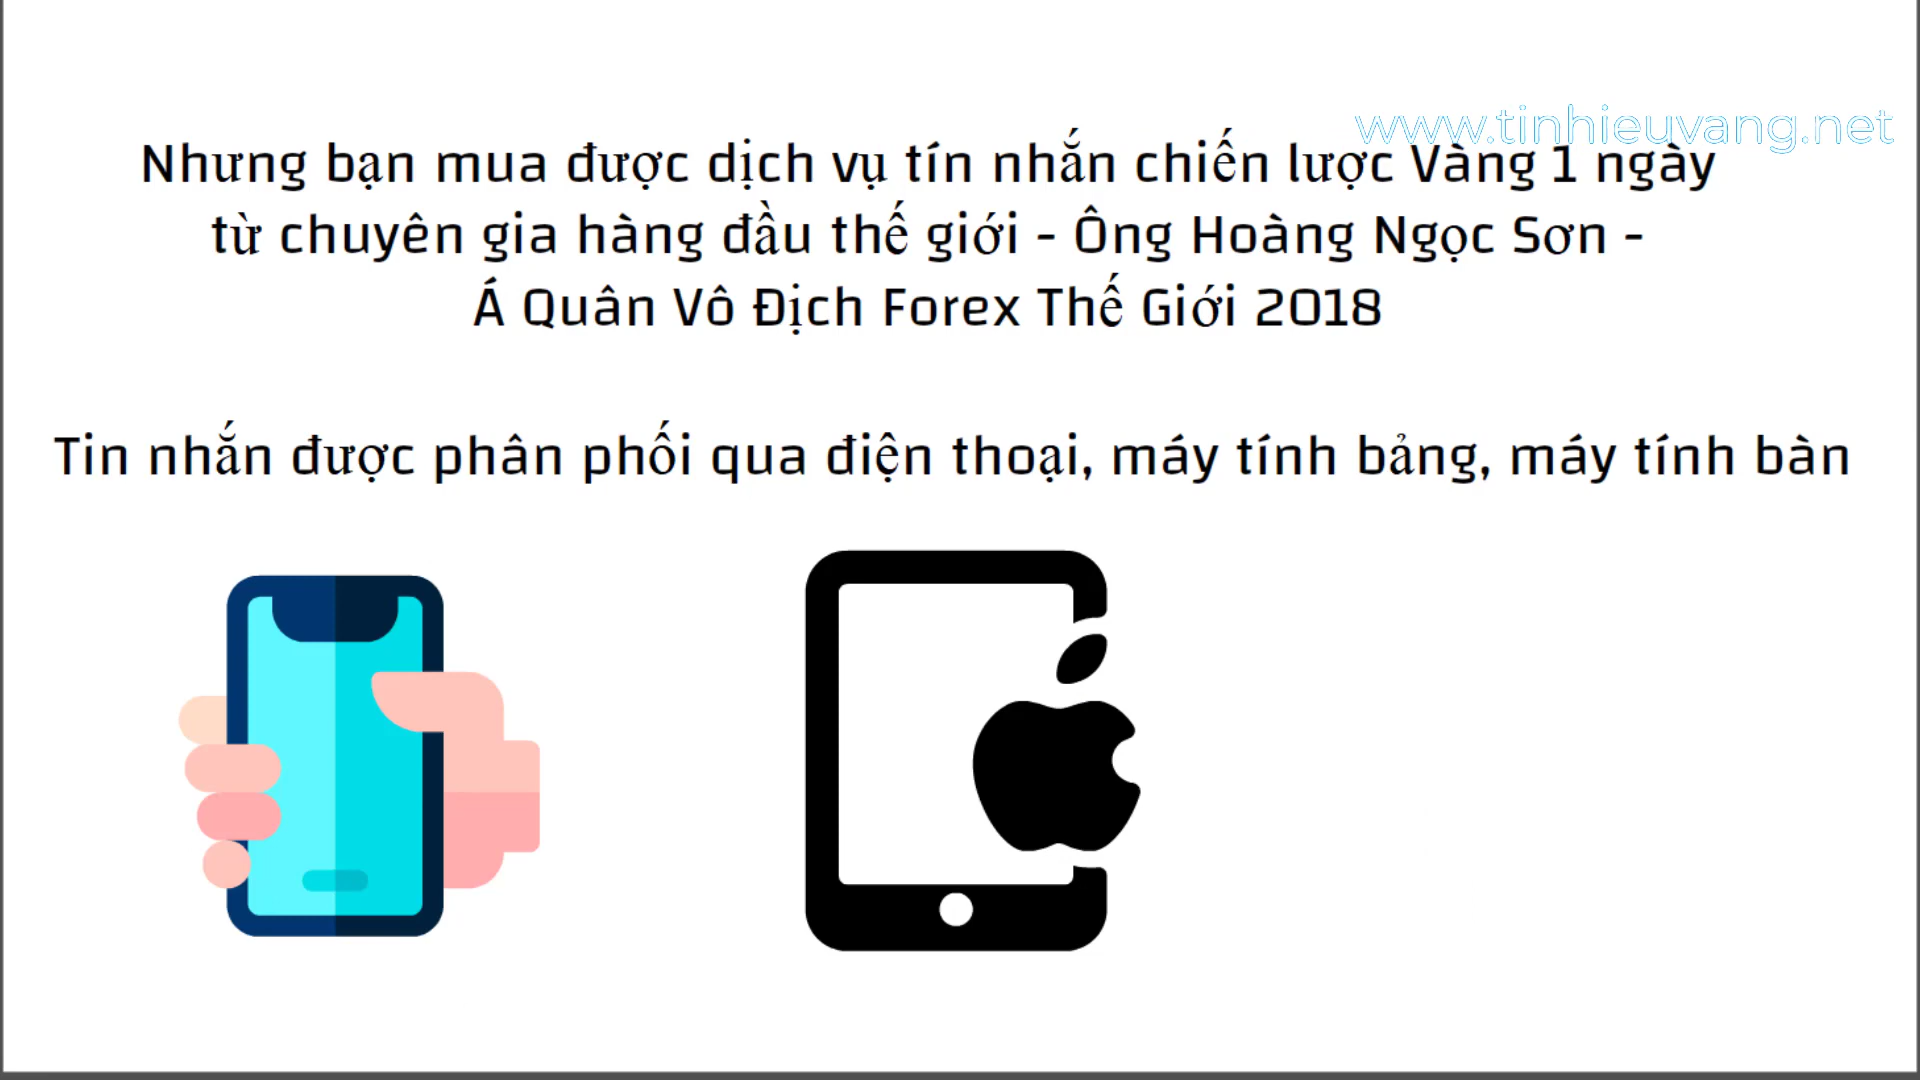 www.tinhieuvang.net
Nhưng bạn mua được dịch vụ tín nhắn chiến lược Vàng 1 ngày
từ chuyên gia hàng đầu thế giới - Ông Hoàng Ngọc Sơn -
Á Quân Vô Địch Forex Thế Giới 2018
Tin nhắn được phân phối qua điện thoại, máy tính bảng, máy tính bàn